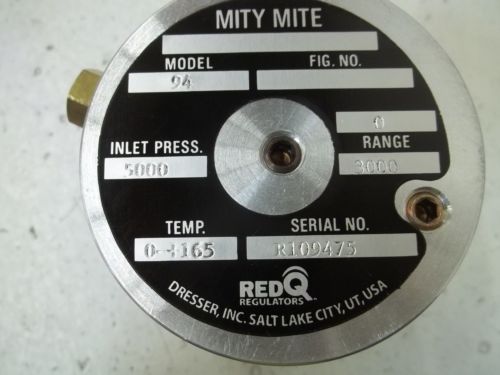 MITY MITE
MODEL FIG. NO.
94
0
INLET PRESS. RANGE
5000 3000
TEMP. SERIAL NO.
0-+165 R109475
REDQ
REGULATORS™
DRESSER, INC. SALT LAKE CITY, UT, USA